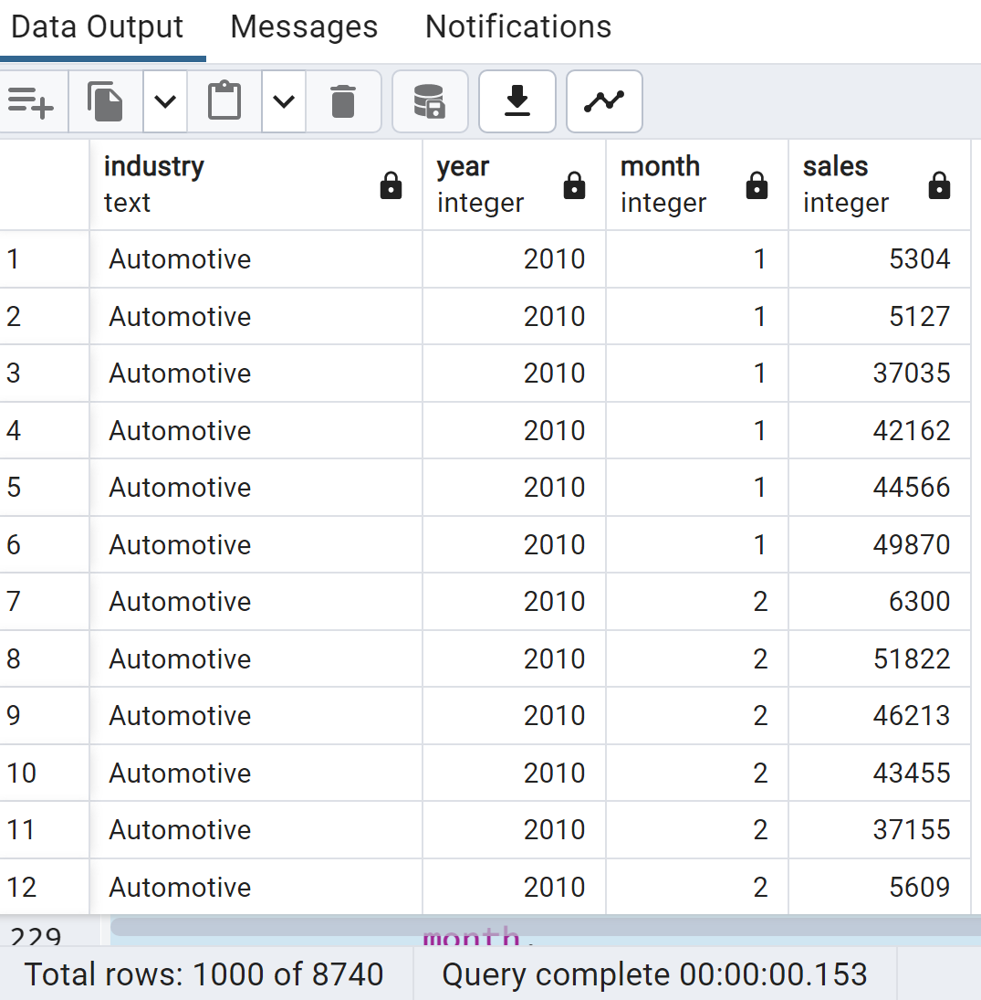 Data Output Messages Notifications
industry year month sales
text integer integer integer
1 Automotive 2010 1 5304
2 Automotive 2010 1 5127
3 Automotive 2010 1 37035
4 Automotive 2010 1 42162
5 Automotive 2010 1 44566
6 Automotive 2010 1 49870
7 Automotive 2010 2 6300
8 Automotive 2010 2 51822
9 Automotive 2010 2 46213
10 Automotive 2010 2 43455
11 Automotive 2010 2 37155
12 Automotive 2010 2 5609
229 month,
Total rows: 1000 of 8740 Query complete 00:00:00.153